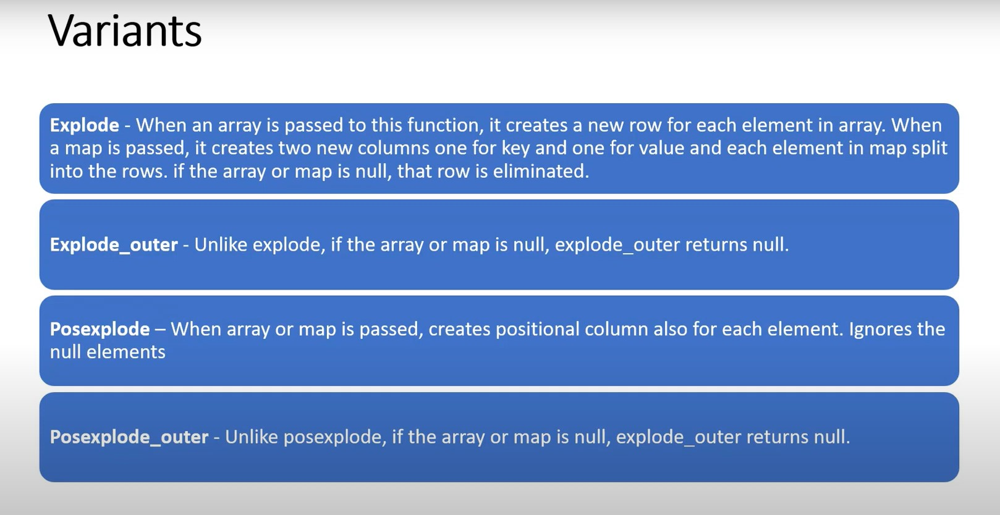 Variants
Explode - When an array is passed to this function, it creates a new row for each element in array. When
a map is passed, it creates two new columns one for key and one for value and each element in map split
into the rows. if the array or map is null, that row is eliminated.
Explode_outer - Unlike explode, if the array or map is null, explode_outer returns null.
Posexplode – When array or map is passed, creates positional column also for each element. Ignores the
null elements
Posexplode_outer - Unlike posexplode, if the array or map is null, explode_outer returns null.